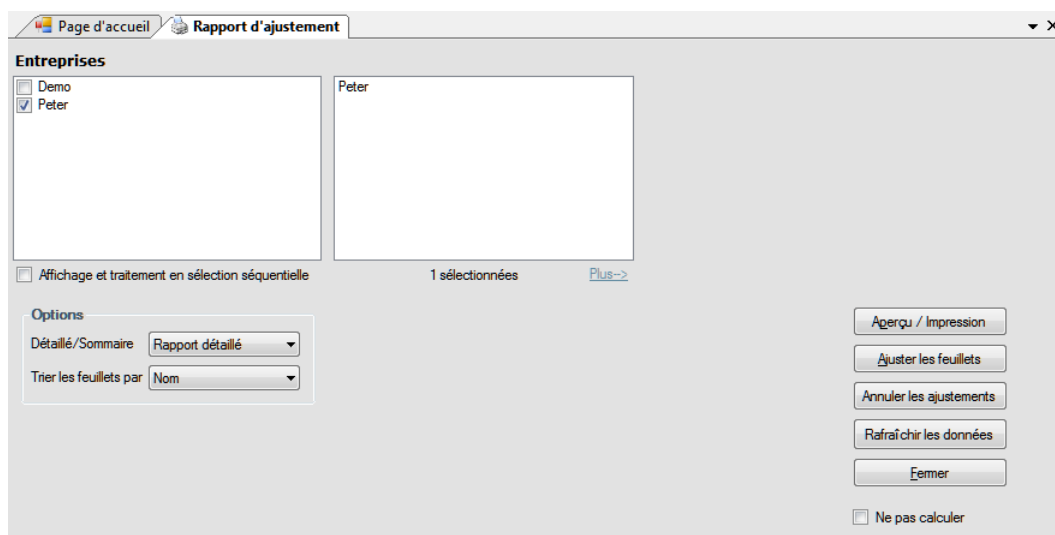 Page d'accueil
Rapport d'ajustement
Entreprises
Demo
Peter
Peter
Affichage et traitement en sélection séquentielle
1 sélectionnées
Plus-->
Options
Détaillé/Sommaire
Rapport détaillé
Trier les feuillets par
Nom
Aperçu / Impression
Ajuster les feuillets
Annuler les ajustements
Rafraîchir les données
Fermer
Ne pas calculer